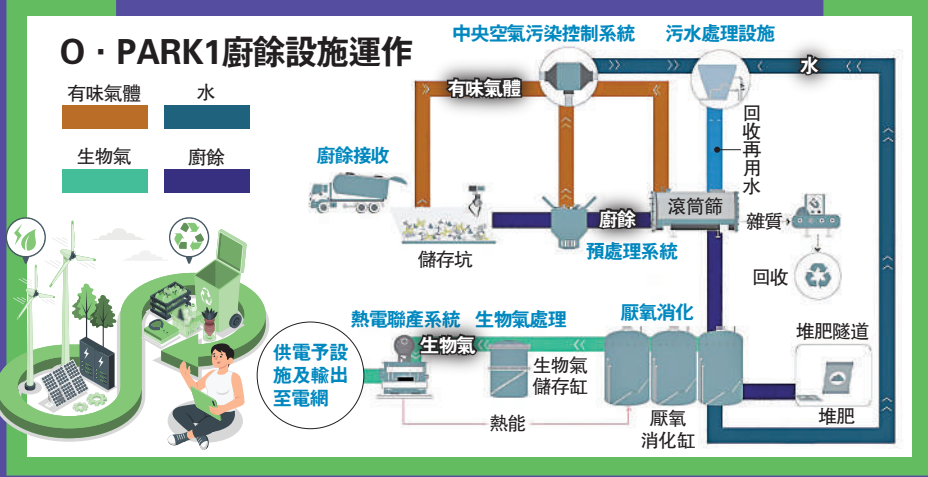 O．PARK1廚餘設施運作
有味氣體
水
生物氣
廚餘
中央空氣污染控制系統
污水處理設施
有味氣體
水
回收再用水
廚餘接收
儲存坑
廚餘
預處理系統
滾筒篩
雜質
回收
熱電聯產系統
生物氣處理
厭氧消化
生物氣
生物氣
儲存缸
供電予設
施及輸出
至電網
熱能
厭氧
消化缸
堆肥隧道
堆肥